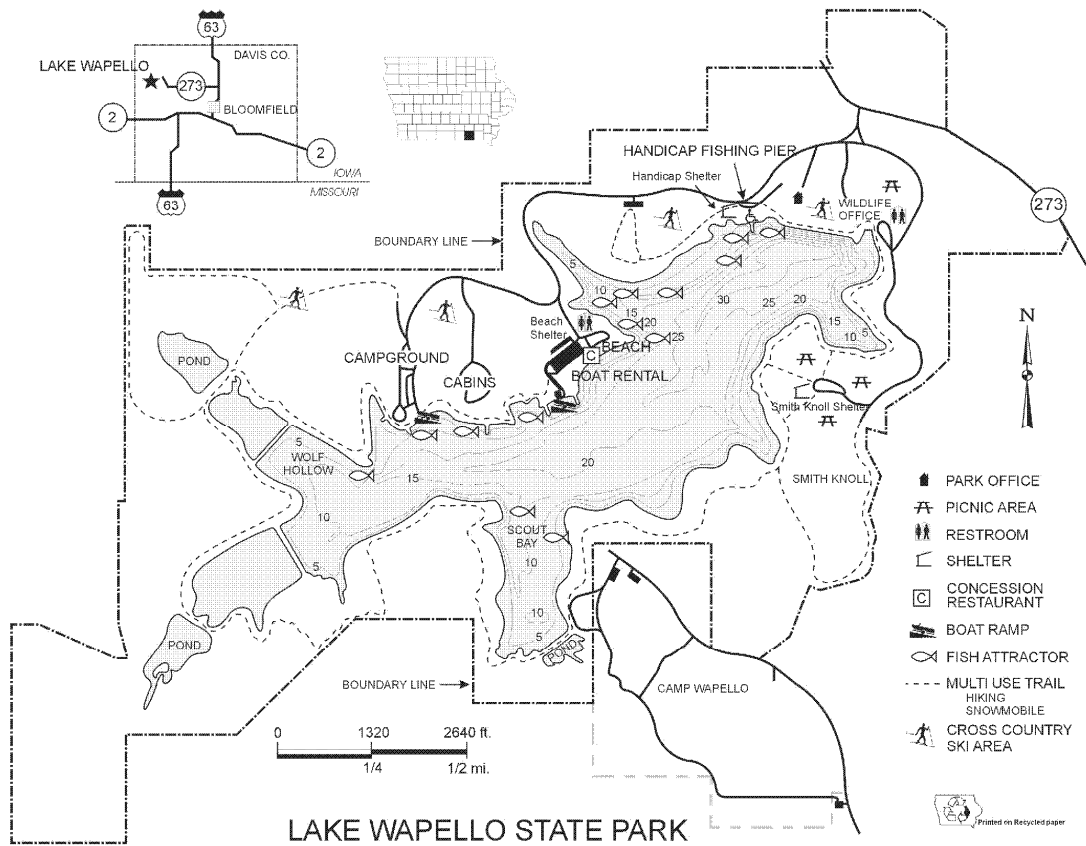 63
DAVIS CO.
LAKE WAPELLO
273
BLOOMFIELD
2
2
IOWA
MISSOURI
63
HANDICAP FISHING PIER
Handicap Shelter
WILDLIFE
OFFICE
273
BOUNDARY LINE
5
10
15
20
25
30
25
20
15
10
5
N
Beach
Shelter
BEACH
C
BOAT RENTAL
CAMPGROUND
CABINS
POND
Smith Knoll Shelter
5
WOLF
HOLLOW
15
20
SMITH KNOLL
10
SCOUT
BAY
5
10
10
5
POND
POND
BOUNDARY LINE
CAMP WAPELLO
PARK OFFICE
PICNIC AREA
RESTROOM
SHELTER
C CONCESSION
RESTAURANT
BOAT RAMP
FISH ATTRACTOR
MULTI USE TRAIL
HIKING
SNOWMOBILE
CROSS COUNTRY
SKI AREA
0 1320 2640 ft.
1/4 1/2 mi.
LAKE WAPELLO STATE PARK
Printed on Recycled paper